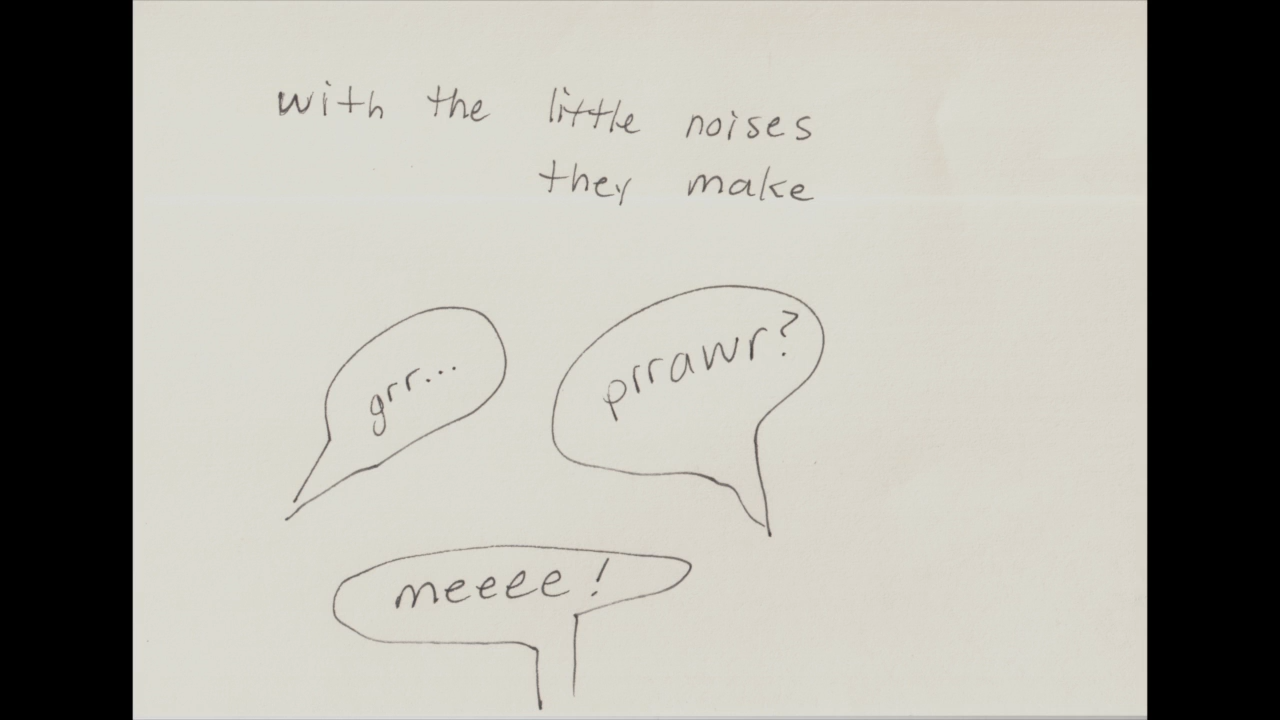 with the little noises
they make
grr...
prrawr?
meeee!